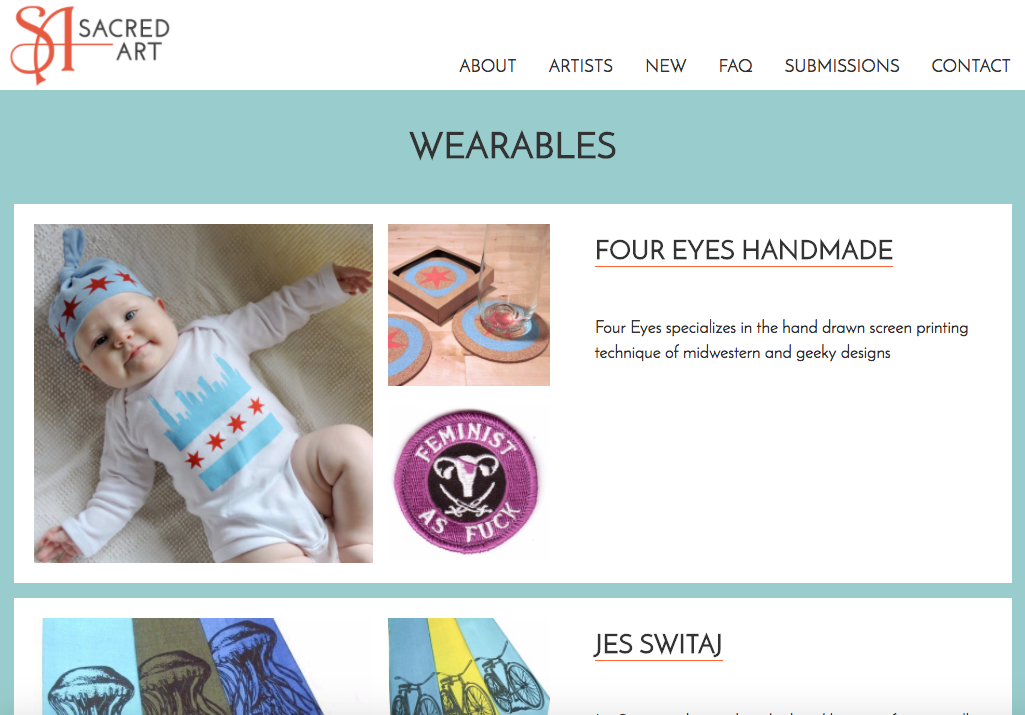 SA SACRED
ART
ABOUT ARTISTS NEW FAQ SUBMISSIONS CONTACT
WEARABLES
FOUR EYES HANDMADE
Four Eyes specializes in the hand drawn screen printing
technique of midwestern and geeky designs
FEMINIST
AS FUCK
JES SWITAJ